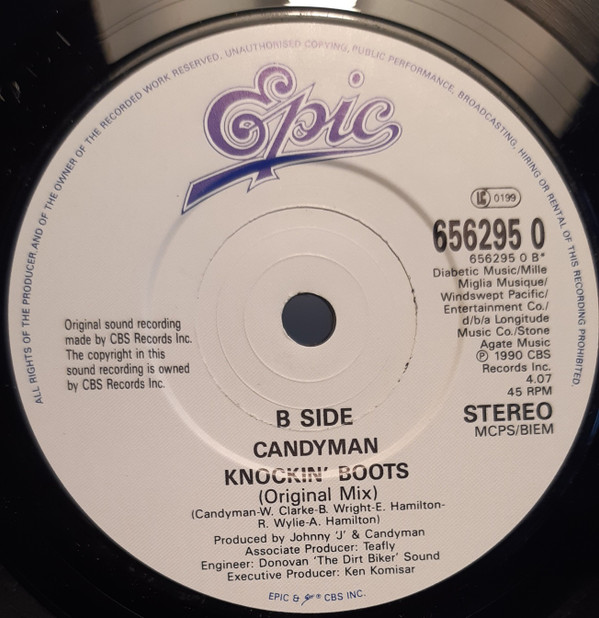 ALL RIGHTS OF THE PRODUCER AND OF THE OWNER OF THE RECORDED WORK RESERVED. UNAUTHORISED COPYING, PUBLIC PERFORMANCE, BROADCASTING, HIRING OR RENTAL OF THIS RECORDING PROHIBITED.
Epic
LC 0199
656295 0
656295 0 B*
Diabetic Music/Mille
Miglia Musique/
Windswept Pacific/
Entertainment Co./
d/b/a Longitude
Music Co./Stone
Agate Music
℗ 1990 CBS
Records Inc.
4.07
45 RPM
STEREO
MCPS/BIEM
Original sound recording
made by CBS Records Inc.
The copyright in this
sound recording is owned
by CBS Records Inc.
B SIDE
CANDYMAN
KNOCKIN' BOOTS
(Original Mix)
(Candyman-W. Clarke-B. Wright-E. Hamilton-
R. Wylie-A. Hamilton)
Produced by Johnny 'J' & Candyman
Associate Producer: Teafly
Engineer: Donovan 'The Dirt Biker' Sound
Executive Producer: Ken Komisar
EPIC & ® CBS INC.